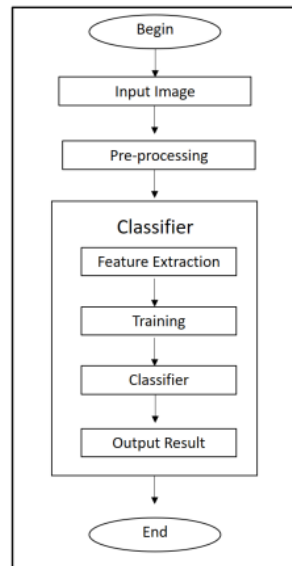 Begin
Input Image
Pre-processing
Classifier
Feature Extraction
Training
Classifier
Output Result
End